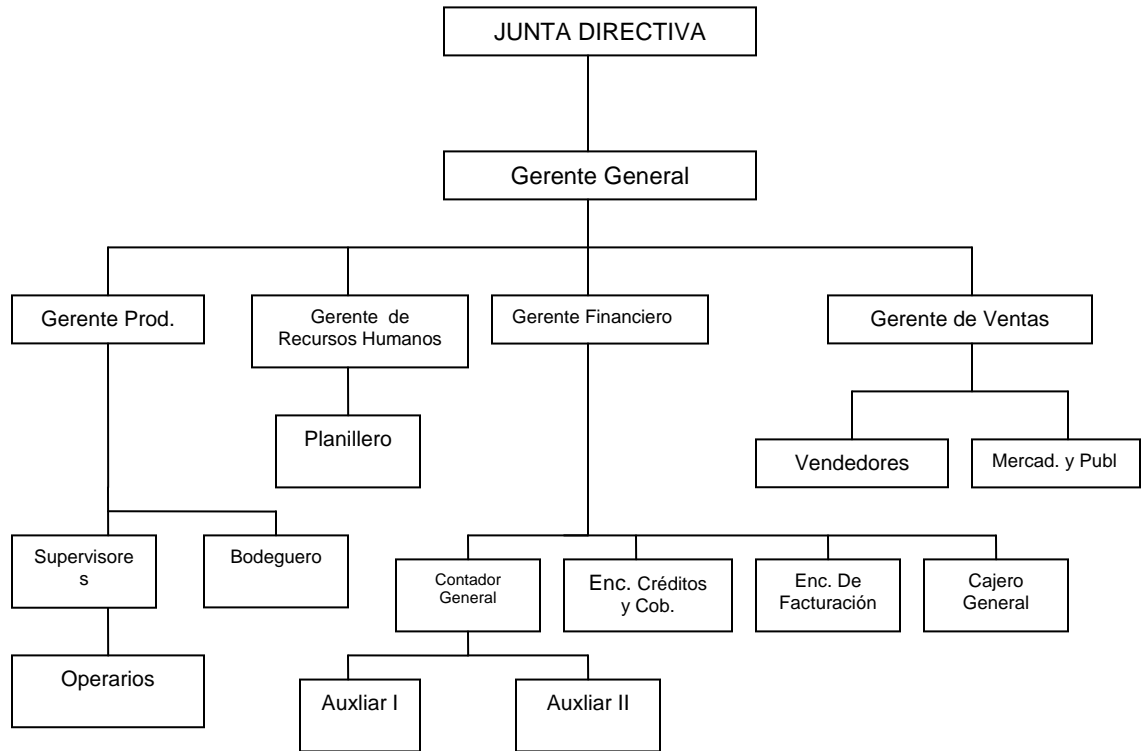 JUNTA DIRECTIVA
Gerente General
Gerente Prod.
Gerente de
Recursos Humanos
Gerente Financiero
Gerente de Ventas
Planillero
Vendedores
Mercad. y Publ
Supervisore
s
Bodeguero
Contador
General
Enc. Créditos
y Cob.
Enc. De
Facturación
Cajero
General
Operarios
Auxliar I
Auxliar II